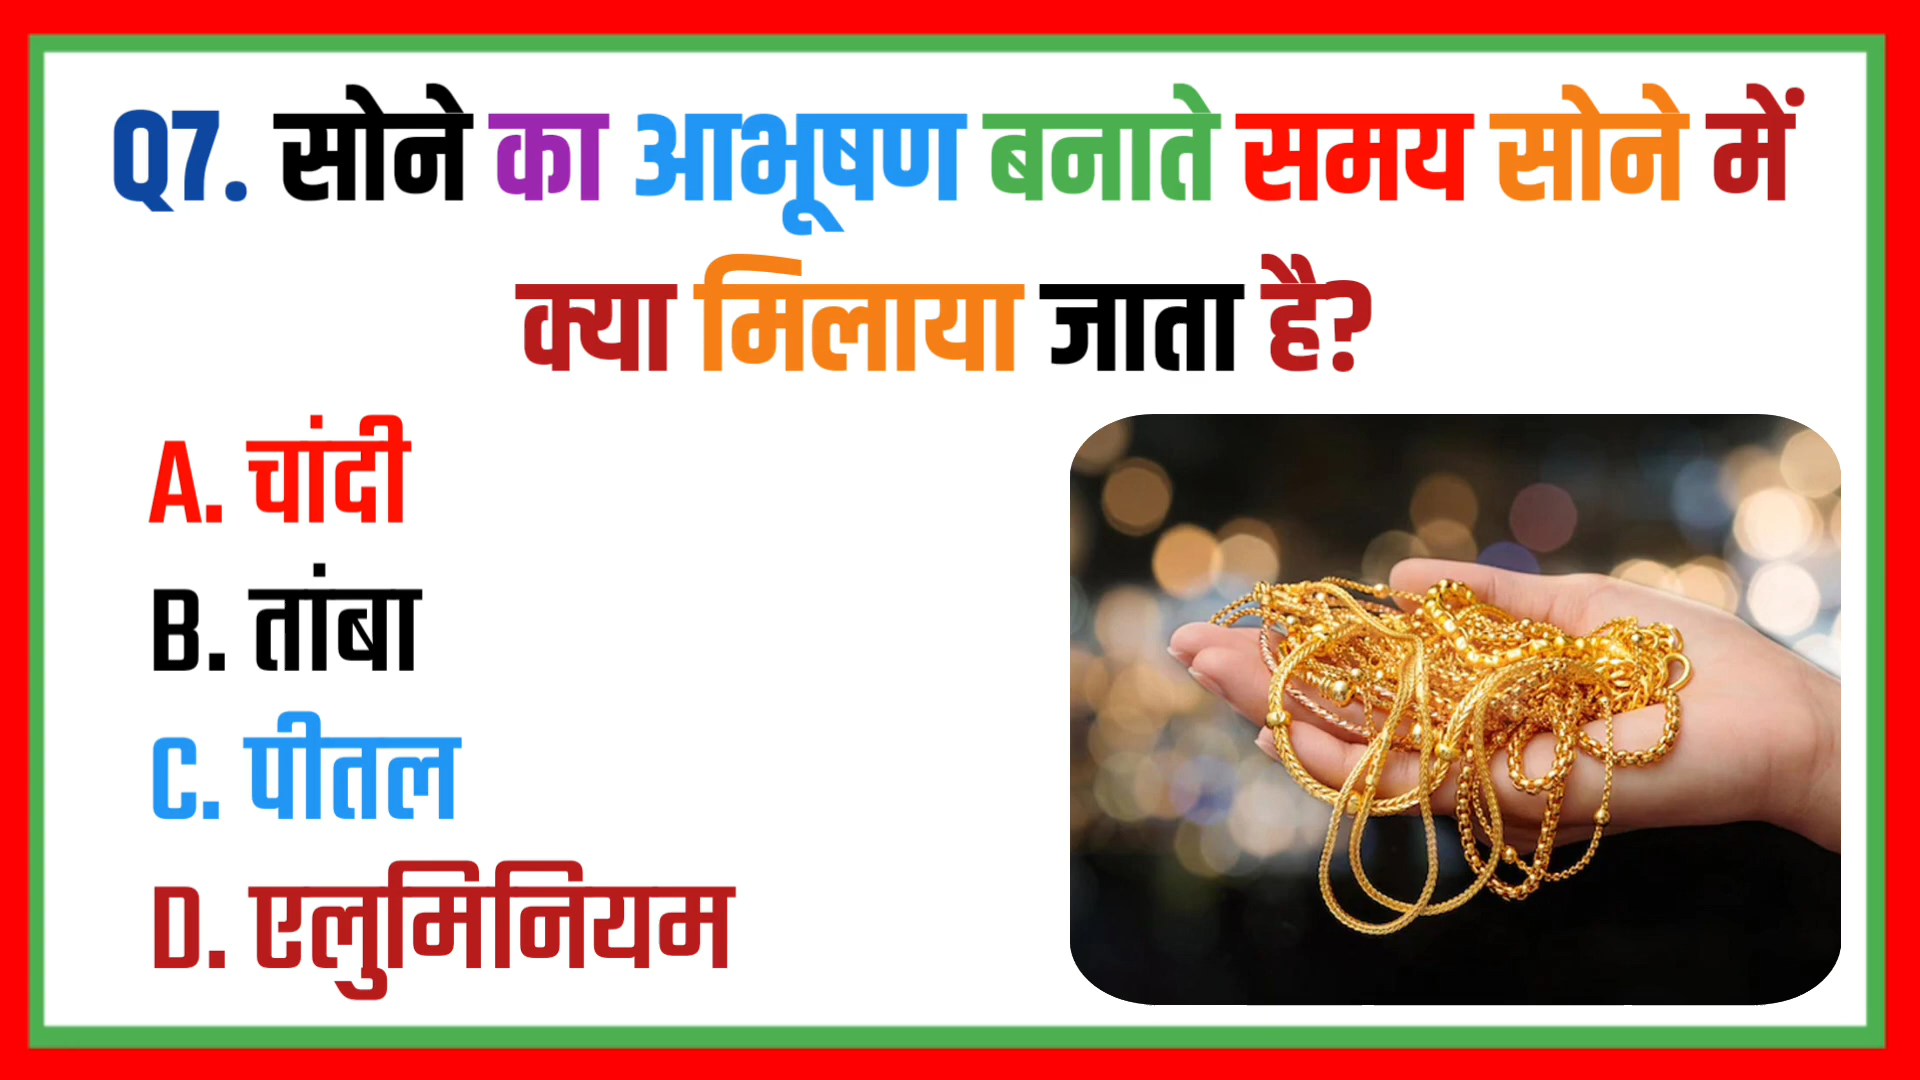 Q7. सोने का आभूषण बनाते समय सोने में
क्या मिलाया जाता है?
A. चांदी
B. तांबा
C. पीतल
D. एलुमिनियम